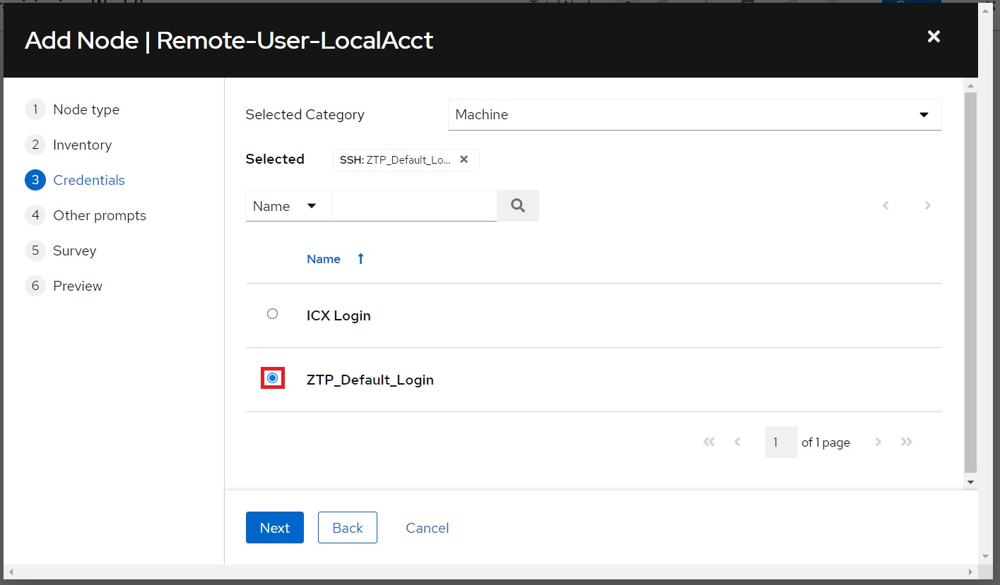 Add Node | Remote-User-LocalAcct
1 Node type
2 Inventory
3 Credentials
4 Other prompts
5 Survey
6 Preview
Selected Category Machine
Selected SSH: ZTP_Default_Lo...
Name
Name
ICX Login
ZTP_Default_Login
1 of 1 page
Next Back Cancel